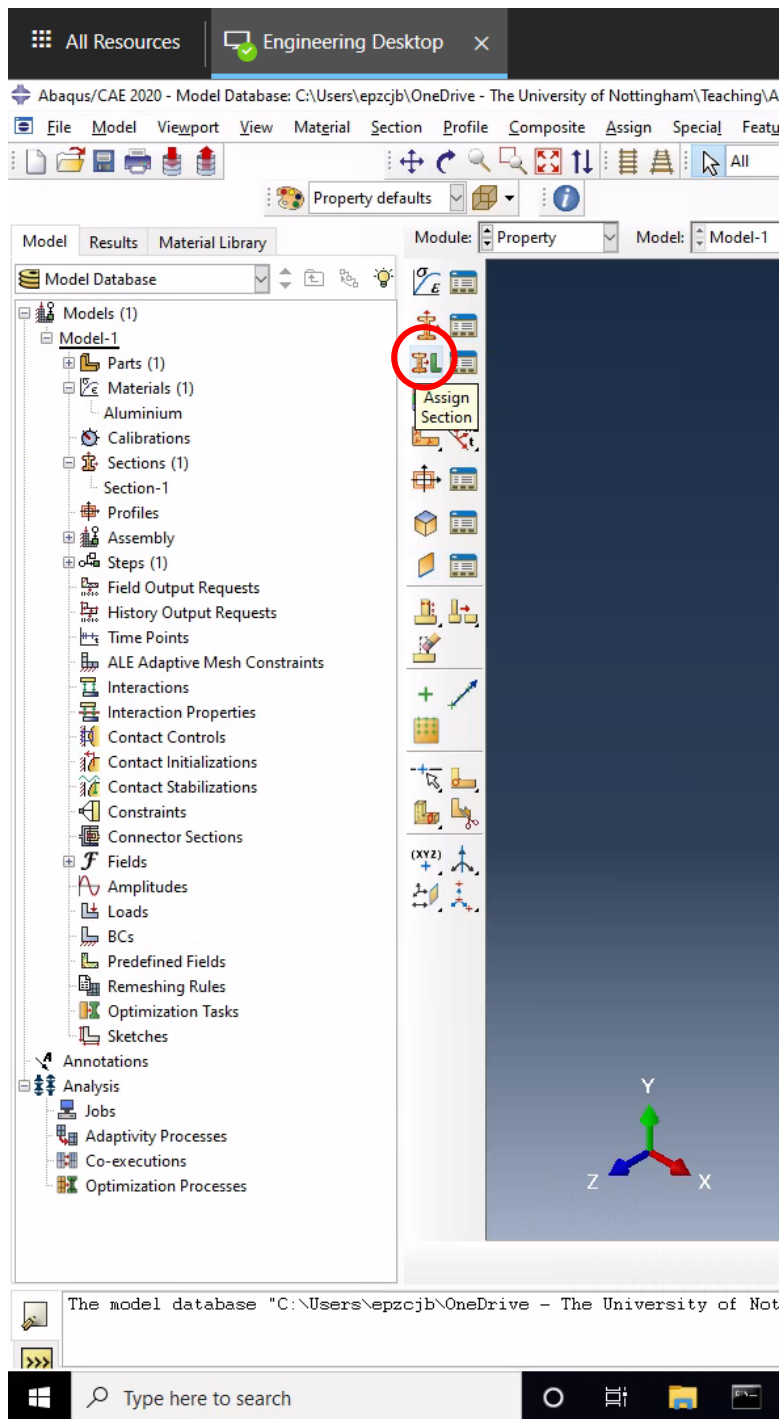 All Resources
Engineering Desktop
Abaqus/CAE 2020 - Model Database: C:\Users\epzcjb\OneDrive - The University of Nottingham\Teaching\A
File Model Viewport View Material Section Profile Composite Assign Special Featu
All
Property defaults
Model Results Material Library
Module: Property Model: Model-1
Model Database
Models (1)
Model-1
Parts (1)
Materials (1)
Aluminium
Calibrations
Sections (1)
Section-1
Profiles
Assembly
Steps (1)
Field Output Requests
History Output Requests
Time Points
ALE Adaptive Mesh Constraints
Interactions
Interaction Properties
Contact Controls
Contact Initializations
Contact Stabilizations
Constraints
Connector Sections
Fields
Amplitudes
Loads
BCs
Predefined Fields
Remeshing Rules
Optimization Tasks
Sketches
Annotations
Analysis
Jobs
Adaptivity Processes
Co-executions
Optimization Processes
Assign
Section
(XYZ)
Y
Z X
The model database "C:\Users\epzcjb\OneDrive - The University of Not
>>>
Type here to search